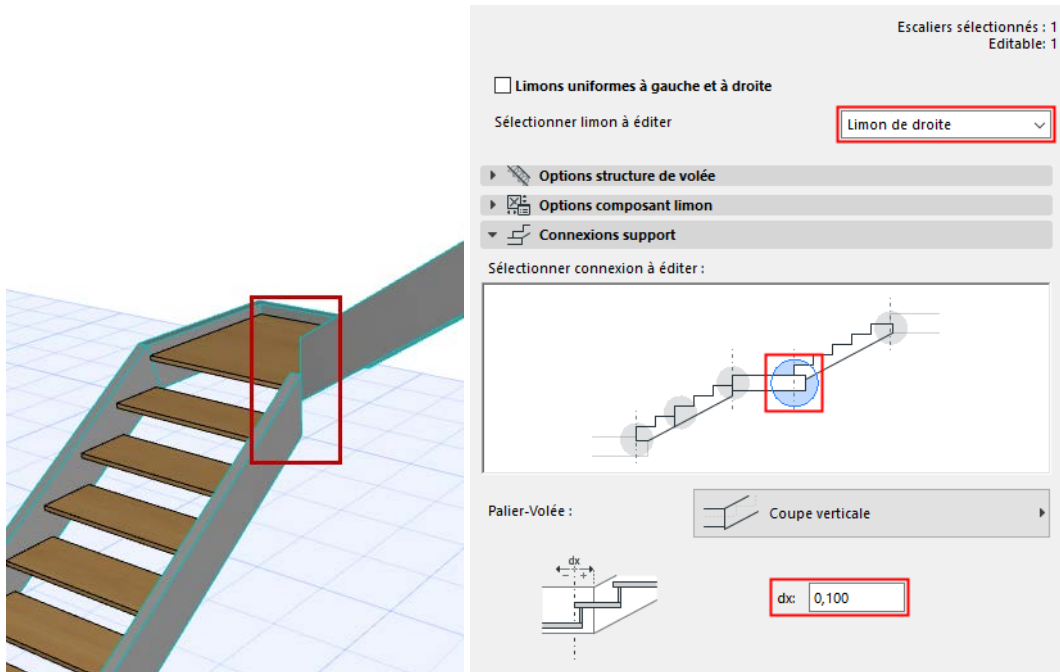 Escaliers sélectionnés : 1
Editable: 1
Limons uniformes à gauche et à droite
Sélectionner limon à éditer
Limon de droite
Options structure de volée
Options composant limon
Connexions support
Sélectionner connexion à éditer :
Palier-Volée :
Coupe verticale
dx
- +
dx: 0,100